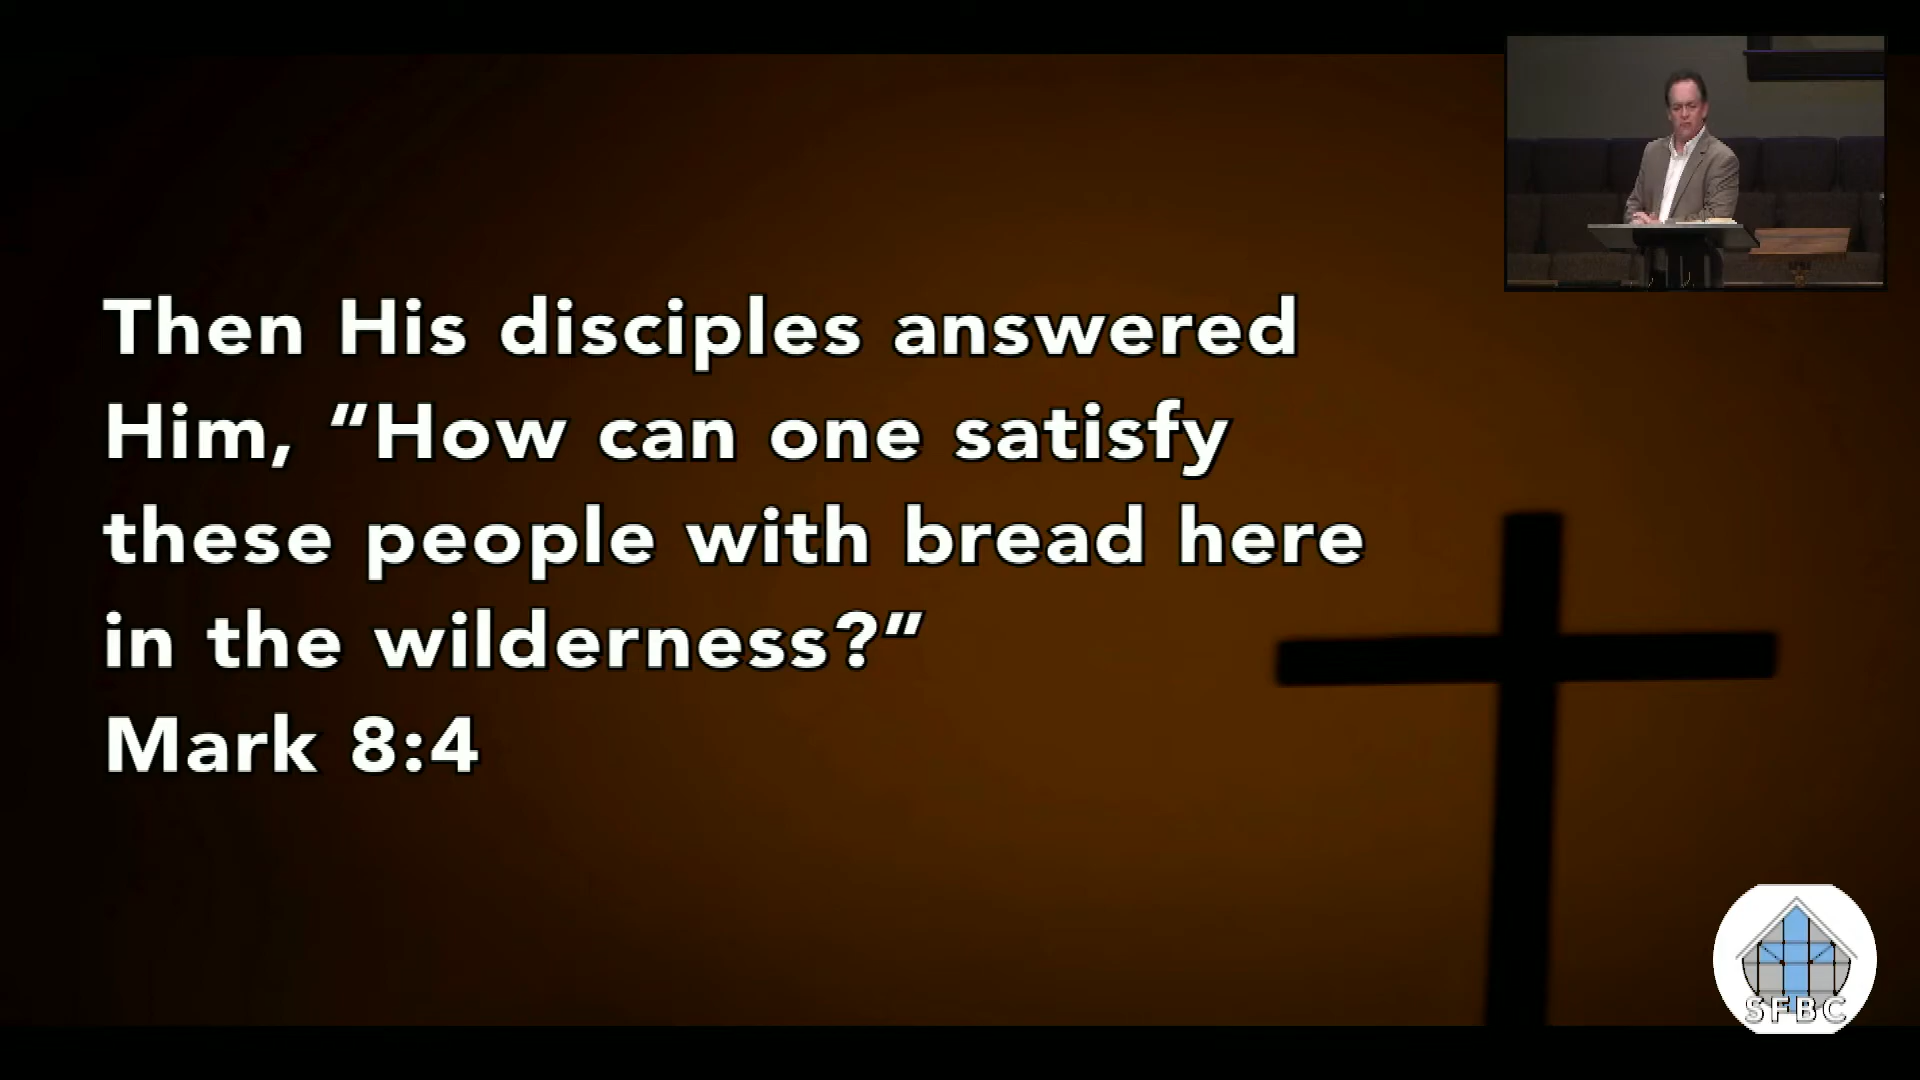 Then His disciples answered
Him, “How can one satisfy
these people with bread here
in the wilderness?”
Mark 8:4
SFBC